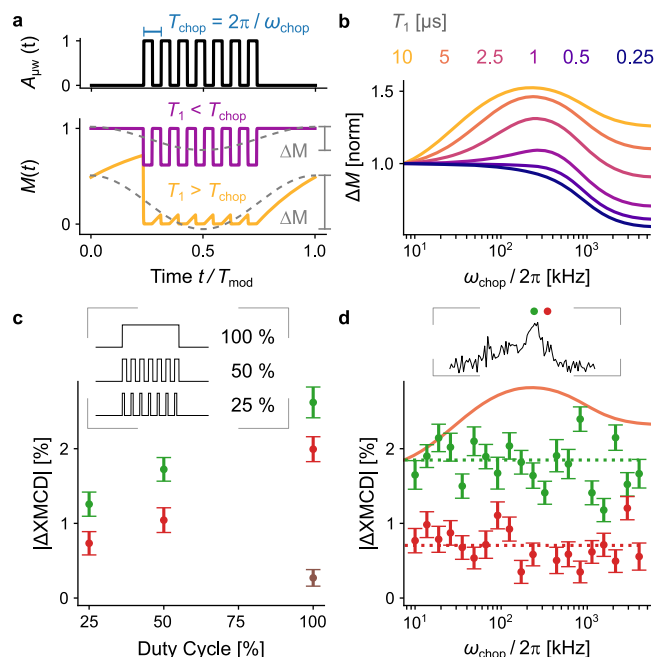 a
T_chop = 2π / ω_chop
A_μw (t)
1
0
T_1 < T_chop
M(t)
1
0
ΔM
T_1 > T_chop
ΔM
0.0 0.5 1.0
Time t / T_mod
b
T_1 [μs]
10 5 2.5 1 0.5 0.25
ΔM [norm]
1.5
1.0
10^1 10^2 10^3
ω_chop / 2π [kHz]
c
100 %
50 %
25 %
|ΔXMCD| [%]
2
1
0
25 50 75 100
Duty Cycle [%]
d
|ΔXMCD| [%]
2
1
0
10^1 10^2 10^3
ω_chop / 2π [kHz]